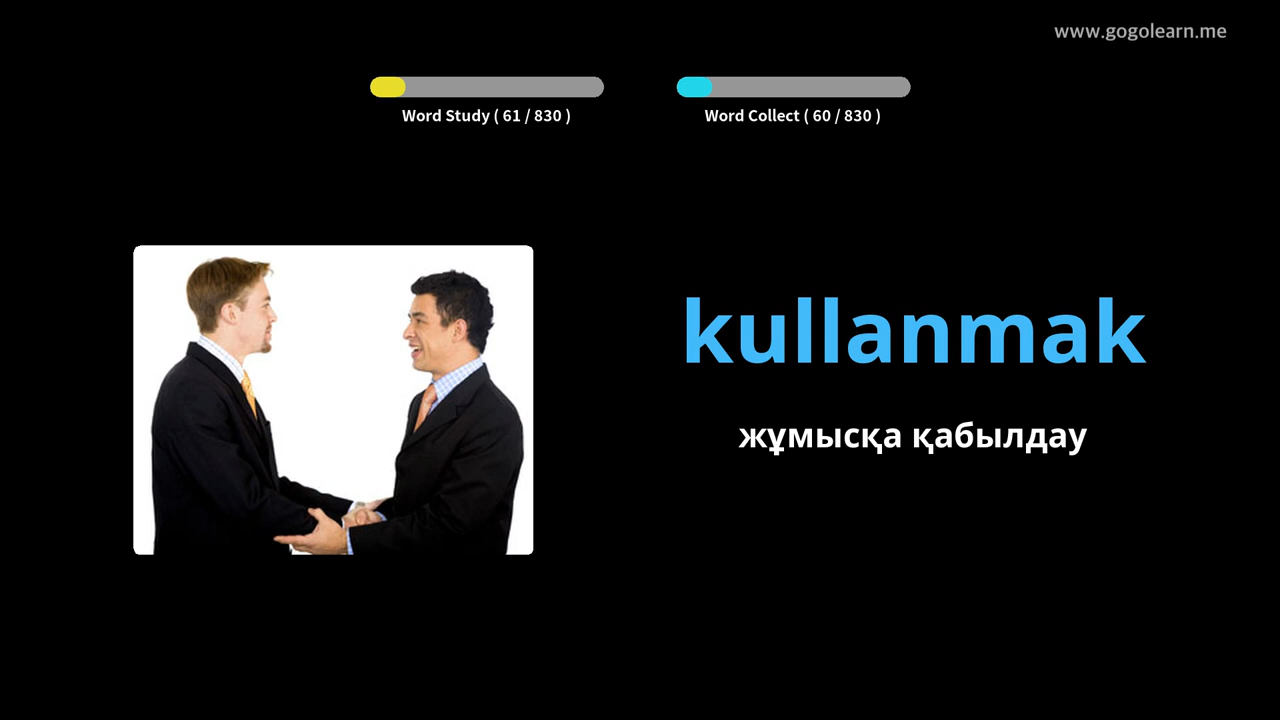 www.gogolearn.me
Word Study ( 61 / 830 )
Word Collect ( 60 / 830 )
kullanmak
жұмысқа қабылдау